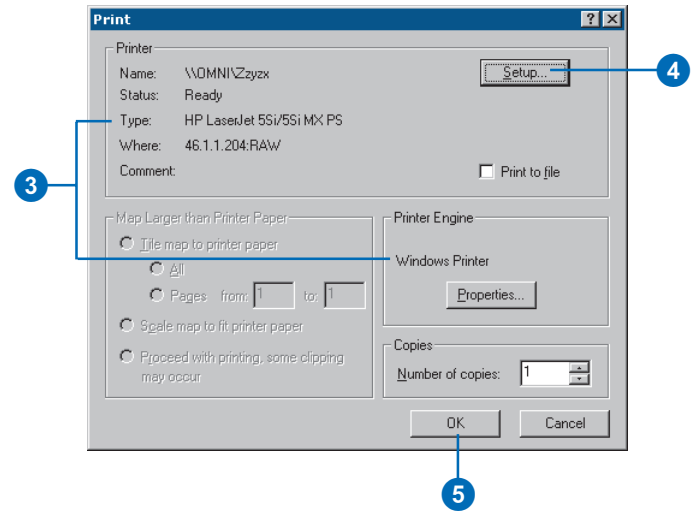 Print
Printer
Name: \\OMNI\Zzyzx
Setup...
4
Status: Ready
Type: HP LaserJet 5Si/5Si MX PS
Where: 46.1.1.204:RAW
Comment:
Print to file
3
Map Larger than Printer Paper
Tile map to printer paper
All
Pages from: 1 to: 1
Scale map to fit printer paper
Proceed with printing, some clipping
may occur
Printer Engine
Windows Printer
Properties...
Copies
Number of copies: 1
OK
Cancel
5